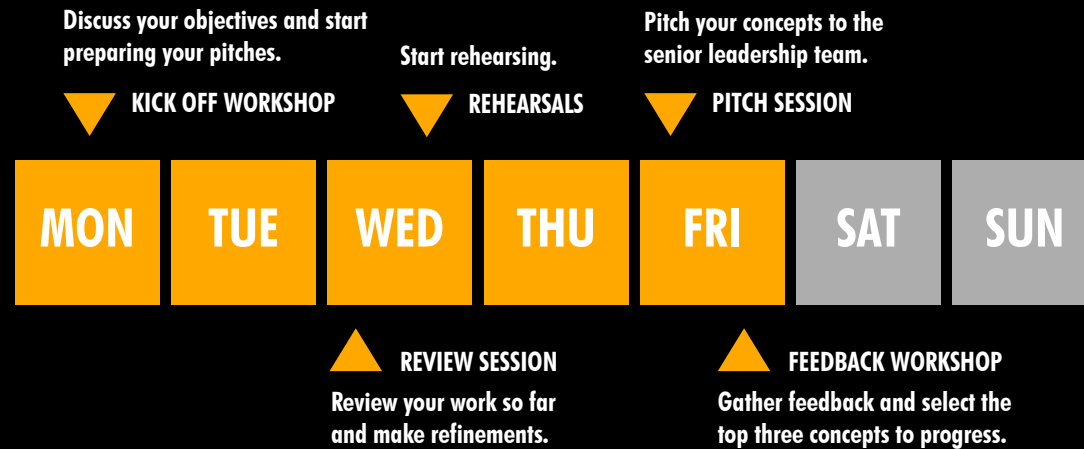 Discuss your objectives and start
preparing your pitches.
KICK OFF WORKSHOP
Start rehearsing.
REHEARSALS
Pitch your concepts to the
senior leadership team.
PITCH SESSION
MON
TUE
WED
THU
FRI
SAT
SUN
REVIEW SESSION
Review your work so far
and make refinements.
FEEDBACK WORKSHOP
Gather feedback and select the
top three concepts to progress.